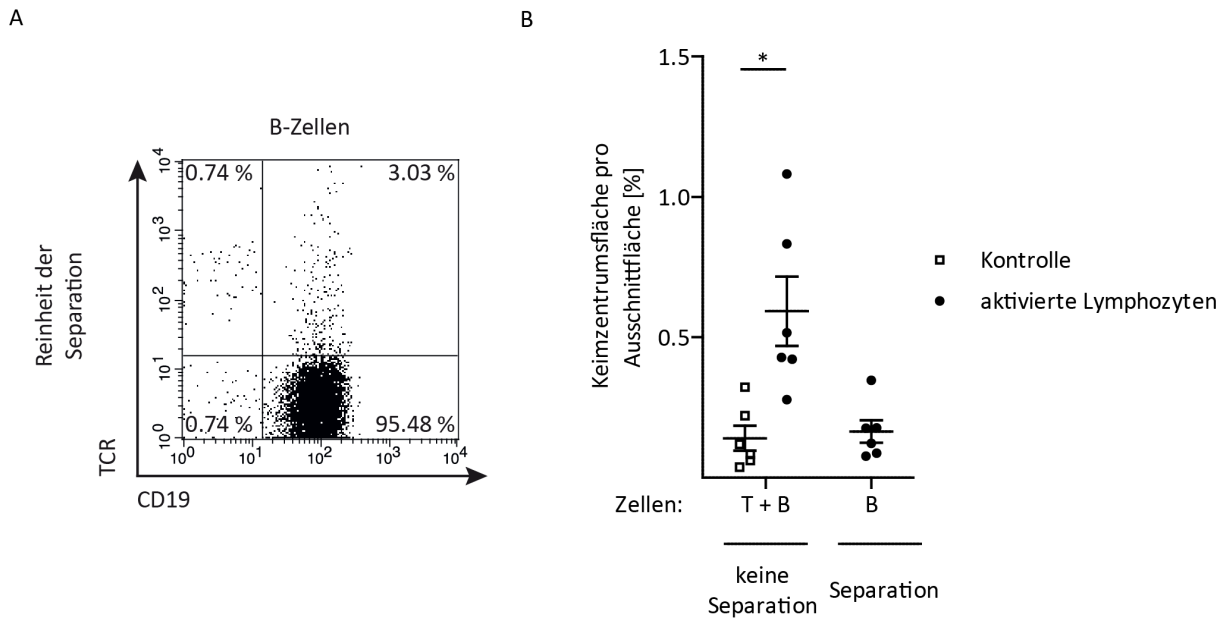 A
B-Zellen
Reinheit der
Separation
TCR
10⁴
10³
10²
10¹
10⁰
0.74 %
3.03 %
0.74 %
95.48 %
10⁰ 10¹ 10² 10³ 10⁴
CD19
B
Keimzentrumsfläche pro
Ausschnittfläche [%]
1.5
1.0
0.5
*
Kontrolle
aktivierte Lymphozyten
Zellen: T + B B
keine
Separation
Separation